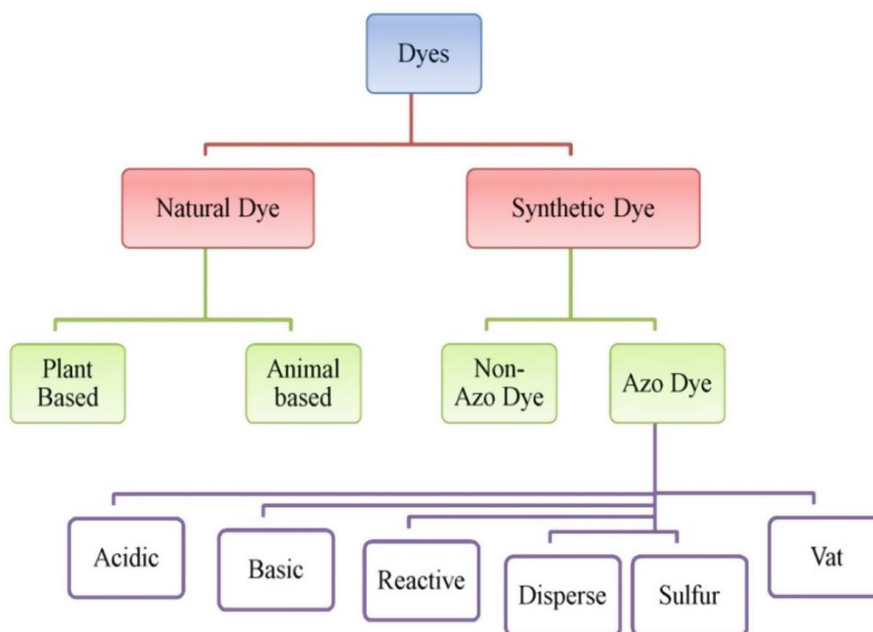 Dyes
Natural Dye
Synthetic Dye
Plant
Based
Animal
based
Non-
Azo Dye
Azo Dye
Acidic
Basic
Reactive
Disperse
Sulfur
Vat